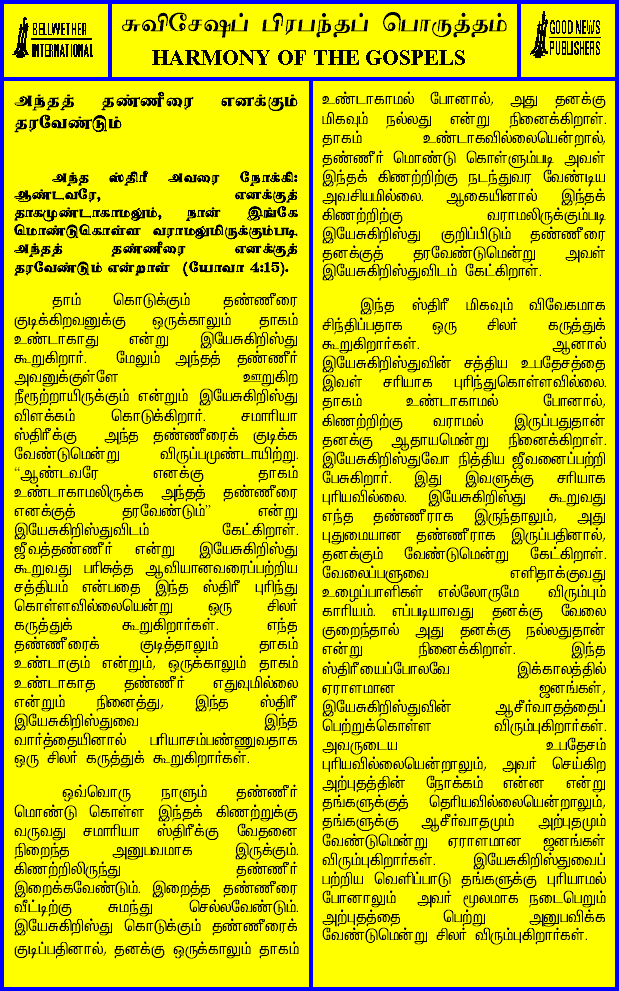 BELLWETHER
INTERNATIONAL
சுவிசேஷப் பிரபந்தப் பொருத்தம்
HARMONY OF THE GOSPELS
GOOD NEWS
PUBLISHERS
அந்தத் தண்ணீரை எனக்கும்
தரவேண்டும்
அந்த ஸ்திரீ அவரை நோக்கி:
ஆண்டவரே, எனக்குத்
தாகமுண்டாகாமலும், நான் இங்கே
மொண்டுகொள்ள வராமலுமிருக்கும்படி
அந்தத் தண்ணீரை எனக்குத்
தரவேண்டும் என்றாள் (யோவா 4:15).
தாம் கொடுக்கும் தண்ணீரை
குடிக்கிறவனுக்கு ஒருக்காலும் தாகம்
உண்டாகாது என்று இயேசுகிறிஸ்து
கூறுகிறார். மேலும் அந்தத் தண்ணீர்
அவனுக்குள்ளே ஊறுகிற
நீரூற்றாயிருக்கும் என்றும் இயேசுகிறிஸ்து
விளக்கம் கொடுக்கிறார். சமாரியா
ஸ்திரீக்கு அந்த தண்ணீரைக் குடிக்க
வேண்டுமென்று விருப்பமுண்டாயிற்று.
“ஆண்டவரே எனக்கு தாகம்
உண்டாகாமலிருக்க அந்தத் தண்ணீரை
எனக்குத் தரவேண்டும்” என்று
இயேசுகிறிஸ்துவிடம் கேட்கிறாள்.
ஜீவத்தண்ணீர் என்று இயேசுகிறிஸ்து
கூறுவது பரிசுத்த ஆவியானவரைப்பற்றிய
சத்தியம் என்பதை இந்த ஸ்திரீ புரிந்து
கொள்ளவில்லையென்று ஒரு சிலர்
கருத்துக் கூறுகிறார்கள். எந்த
தண்ணீரைக் குடித்தாலும் தாகம்
உண்டாகும் என்றும், ஒருக்காலும் தாகம்
உண்டாகாத தண்ணீர் எதுவுமில்லை
என்றும் நினைத்து, இந்த ஸ்திரீ
இயேசுகிறிஸ்துவை இந்த
வார்த்தையினால் பரியாசம்பண்ணுவதாக
ஒரு சிலர் கருத்துக் கூறுகிறார்கள்.
ஒவ்வொரு நாளும் தண்ணீர்
மொண்டு கொள்ள இந்தக் கிணற்றுக்கு
வருவது சமாரியா ஸ்திரீக்கு வேதனை
நிறைந்த அனுபவமாக இருக்கும்.
கிணற்றிலிருந்து தண்ணீர்
இறைக்கவேண்டும். இறைத்த தண்ணீரை
வீட்டிற்கு சுமந்து செல்லவேண்டும்.
இயேசுகிறிஸ்து கொடுக்கும் தண்ணீரைக்
குடிப்பதினால், தனக்கு ஒருக்காலும் தாகம்
உண்டாகாமல் போனால், அது தனக்கு
மிகவும் நல்லது என்று நினைக்கிறாள்.
தாகம் உண்டாகவில்லையென்றால்,
தண்ணீர் மொண்டு கொள்ளும்படி அவள்
இந்தக் கிணற்றிற்கு நடந்துவர வேண்டிய
அவசியமில்லை. ஆகையினால் இந்தக்
கிணற்றிற்கு வராமலிருக்கும்படி
இயேசுகிறிஸ்து குறிப்பிடும் தண்ணீரை
தனக்குத் தரவேண்டுமென்று அவள்
இயேசுகிறிஸ்துவிடம் கேட்கிறாள்.
இந்த ஸ்திரீ மிகவும் விவேகமாக
சிந்திப்பதாக ஒரு சிலர் கருத்துக்
கூறுகிறார்கள். ஆனால்
இயேசுகிறிஸ்துவின் சத்திய உபதேசத்தை
இவள் சரியாக புரிந்துகொள்ளவில்லை.
தாகம் உண்டாகாமல் போனால்,
கிணற்றிற்கு வராமல் இருப்பதுதான்
தனக்கு ஆதாயமென்று நினைக்கிறாள்.
இயேசுகிறிஸ்துவோ நித்திய ஜீவனைப்பற்றி
பேசுகிறார். இது இவளுக்கு சரியாக
புரியவில்லை. இயேசுகிறிஸ்து கூறுவது
எந்த தண்ணீராக இருந்தாலும், அது
புதுமையான தண்ணீராக இருப்பதினால்,
தனக்கும் வேண்டுமென்று கேட்கிறாள்.
வேலைப்பளுவை எளிதாக்குவது
உழைப்பாளிகள் எல்லோருமே விரும்பும்
காரியம். எப்படியாவது தனக்கு வேலை
குறைந்தால் அது தனக்கு நல்லதுதான்
என்று நினைக்கிறாள். இந்த
ஸ்திரீயைப்போலவே இக்காலத்தில்
ஏராளமான ஜனங்கள்,
இயேசுகிறிஸ்துவின் ஆசீர்வாதத்தைப்
பெற்றுக்கொள்ள விரும்புகிறார்கள்.
அவருடைய உபதேசம்
புரியவில்லையென்றாலும், அவர் செய்கிற
அற்புதத்தின் நோக்கம் என்ன என்று
தங்களுக்குத் தெரியவில்லையென்றாலும்,
தங்களுக்கு ஆசீர்வாதமும் அற்புதமும்
வேண்டுமென்று ஏராளமான ஜனங்கள்
விரும்புகிறார்கள். இயேசுகிறிஸ்துவைப்
பற்றிய வெளிப்பாடு தங்களுக்கு புரியாமல்
போனாலும் அவர் மூலமாக நடைபெறும்
அற்புதத்தை பெற்று அனுபவிக்க
வேண்டுமென்று சிலர் விரும்புகிறார்கள்.